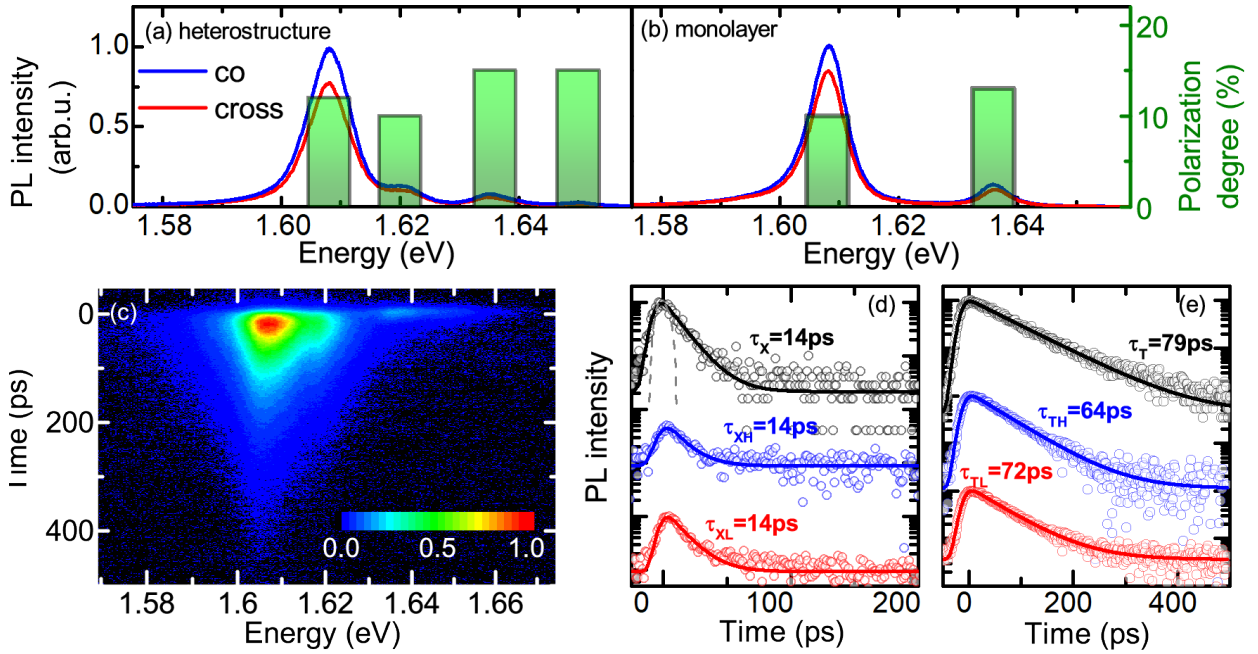 (a) heterostructure
co
cross
PL intensity
(arb.u.)
1.0
0.5
0.0
1.58 1.60 1.62 1.64
Energy (eV)
(b) monolayer
1.58 1.60 1.62 1.64
Energy (eV)
20
10
0
Polarization
degree (%)
(c)
Time (ps)
0
200
400
0.0 0.5 1.0
1.58 1.6 1.62 1.64 1.66
Energy (eV)
(d)
PL intensity
τX=14ps
τXH=14ps
τXL=14ps
0 100 200
Time (ps)
(e)
τT=79ps
τTH=64ps
τTL=72ps
0 200 400
Time (ps)